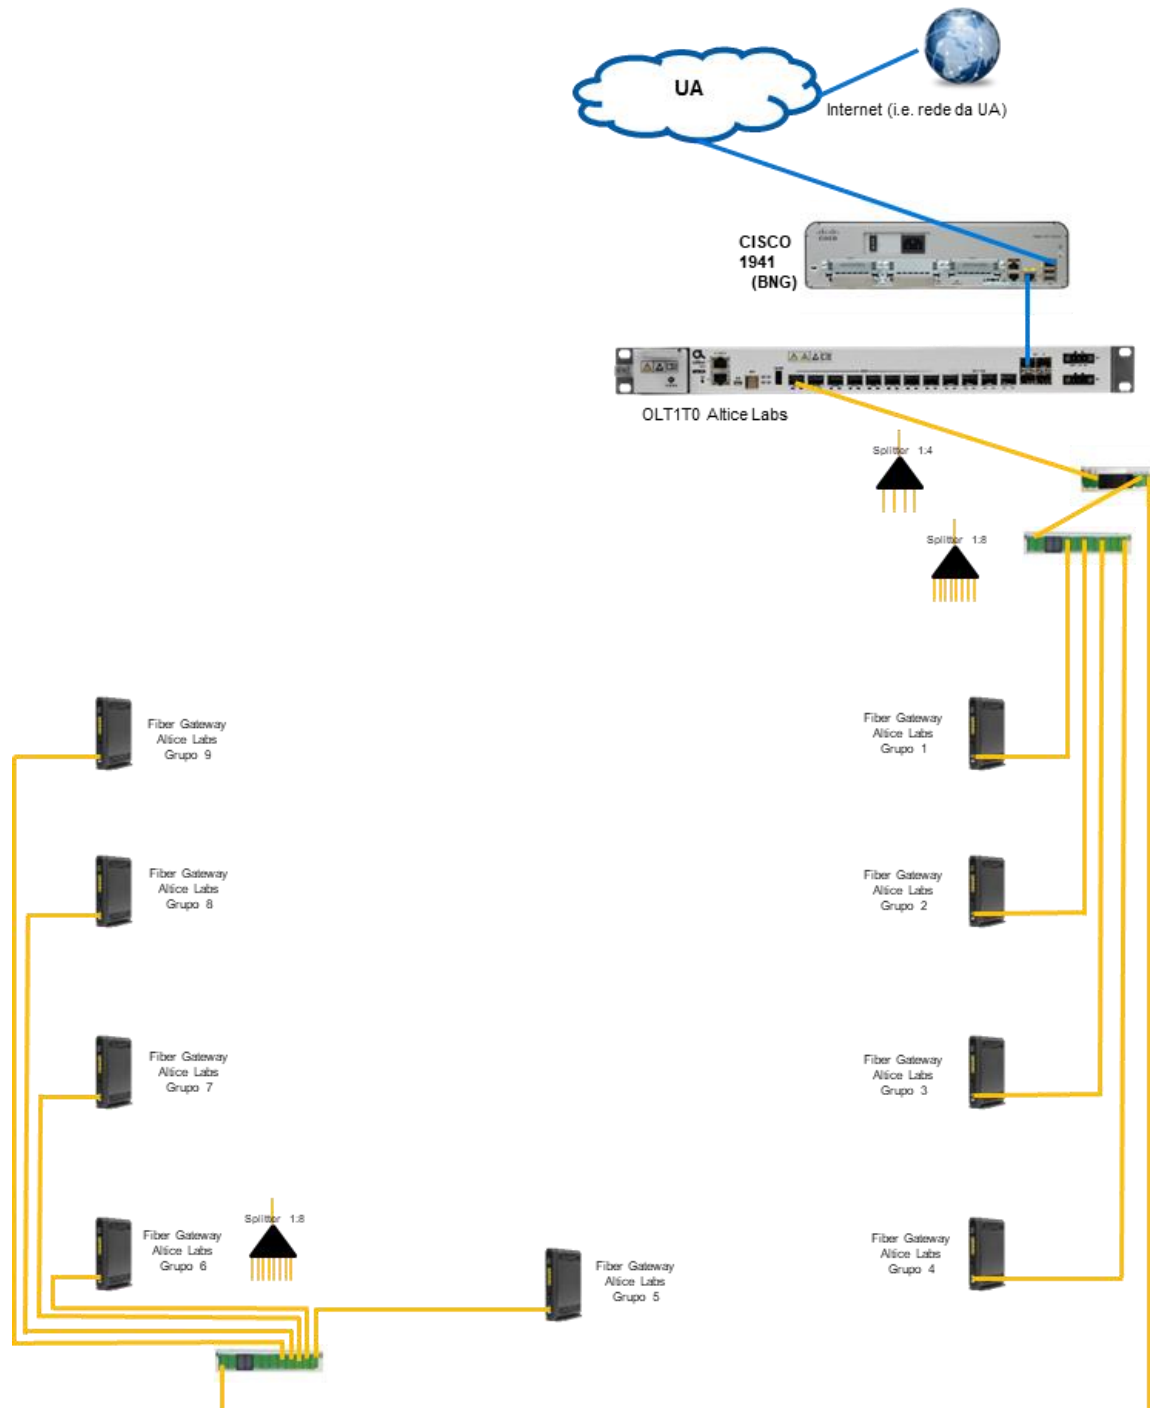 UA
Internet (i.e. rede da UA)
CISCO
1941
(BNG)
OLT1T0 Altice Labs
Splitter 1:4
Splitter 1:8
Fiber Gateway
Altice Labs
Grupo 9
Fiber Gateway
Altice Labs
Grupo 1
Fiber Gateway
Altice Labs
Grupo 8
Fiber Gateway
Altice Labs
Grupo 2
Fiber Gateway
Altice Labs
Grupo 7
Fiber Gateway
Altice Labs
Grupo 3
Fiber Gateway
Altice Labs
Grupo 6
Splitter 1:8
Fiber Gateway
Altice Labs
Grupo 5
Fiber Gateway
Altice Labs
Grupo 4